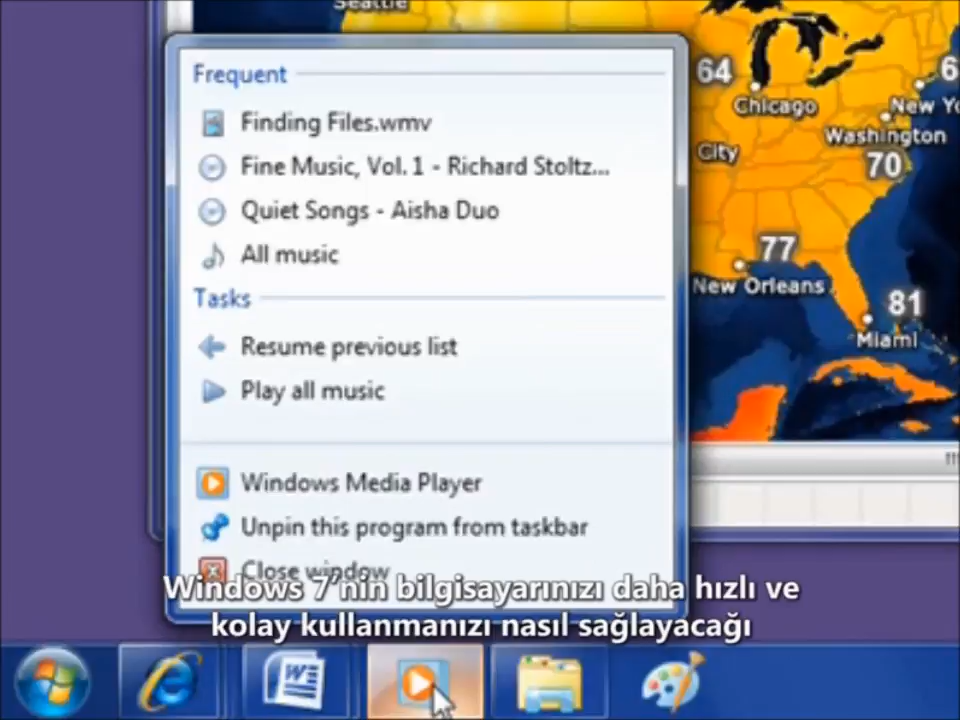 Seattle
Frequent
Finding Files.wmv
Fine Music, Vol. 1 - Richard Stoltz...
Quiet Songs - Aisha Duo
All music
Tasks
Resume previous list
Play all music
Windows Media Player
Unpin this program from taskbar
Close window
64
Chicago
New Yo
Washington
70
City
77
New Orleans
81
Miami
Windows 7'nin bilgisayarınızı daha hızlı ve
kolay kullanmanızı nasıl sağlayacağı